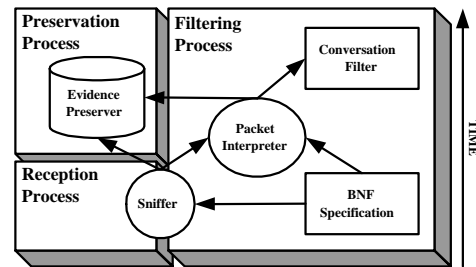 Preservation
Process
Filtering
Process
Conversation
Filter
Evidence
Preserver
Packet
Interpreter
TIME
Reception
Process
Sniffer
BNF
Specification